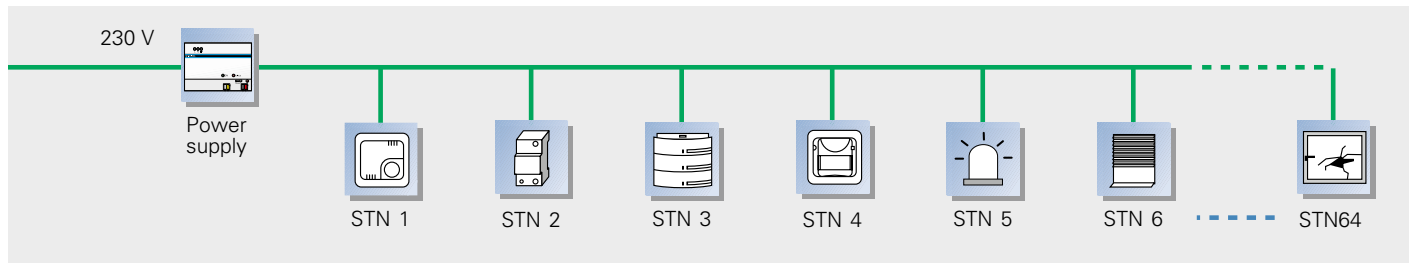 230 V
Power
supply
STN 1
STN 2
STN 3
STN 4
STN 5
STN 6
STN64